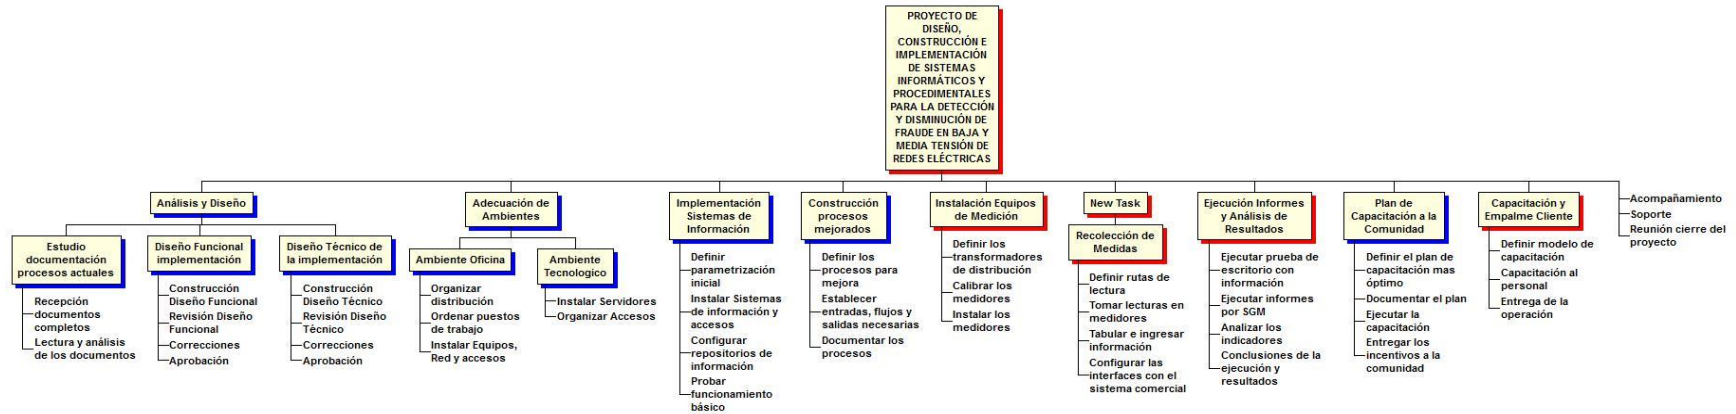 PROYECTO DE
DISEÑO,
CONSTRUCCIÓN E
IMPLEMENTACIÓN
DE SISTEMAS
INFORMÁTICOS Y
PROCEDIMENTALES
PARA LA DETECCIÓN
Y DISMINUCIÓN DE
FRAUDE EN BAJA Y
MEDIA TENSIÓN DE
REDES ELÉCTRICAS
Análisis y Diseño
Estudio
documentación
procesos actuales
Recepción
documentos
completos
Lectura y análisis
de los documentos
Diseño Funcional
implementación
Construcción
Diseño Funcional
Revisión Diseño
Funcional
Correcciones
Aprobación
Diseño Técnico de
la implementación
Construcción
Diseño Técnico
Revisión Diseño
Técnico
Correcciones
Aprobación
Adecuación de
Ambientes
Ambiente Oficina
Organizar
distribución
Ordenar puestos
de trabajo
Instalar Equipos,
Red y accesos
Ambiente
Tecnologico
Instalar Servidores
Organizar Accesos
Implementación
Sistemas de
Información
Definir
parametrización
inicial
Instalar Sistemas
de información y
accesos
Configurar
repositorios de
información
Probar
funcionamiento
básico
Construcción
procesos
mejorados
Definir los
procesos para
mejora
Establecer
entradas, flujos y
salidas necesarias
Documentar los
procesos
Instalación Equipos
de Medición
Definir los
transformadores
de distribución
Calibrar los
medidores
Instalar los
medidores
New Task
Recolección de
Medidas
Definir rutas de
lectura
Tomar lecturas en
medidores
Tabular e ingresar
información
Configurar las
interfaces con el
sistema comercial
Ejecución Informes
y Análisis de
Resultados
Ejecutar prueba de
escritorio con
información
Ejecutar informes
por SGM
Analizar los
indicadores
Conclusiones de la
ejecución y
resultados
Plan de
Capacitación a la
Comunidad
Definir el plan de
capacitación mas
óptimo
Documentar el plan
Ejecutar la
capacitación
Entregar los
incentivos a la
comunidad
Capacitación y
Empalme Cliente
Definir modelo de
capacitación
Capacitación al
personal
Entrega de la
operación
Acompañamiento
Soporte
Reunión cierre del
proyecto